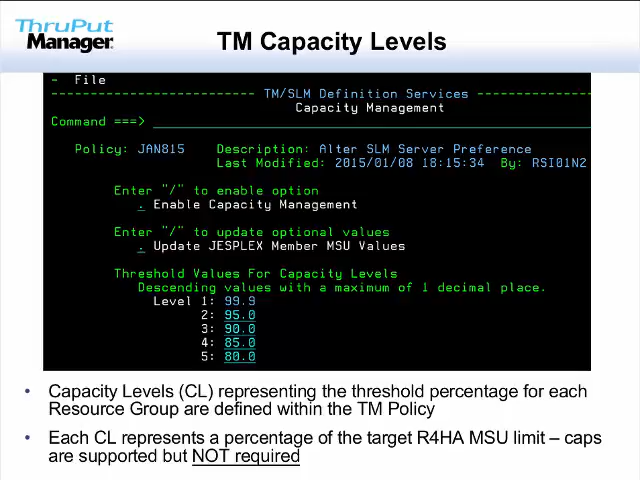 ThruPut
Manager
TM Capacity Levels
- File
-------------------------- TM/SLM Definition Services ---------------
Capacity Management
Command ===>
Policy: JAN815 Description: Alter SLM Server Preference
Last Modified: 2015/01/08 18:15:34 By: RSI01N2
Enter "/" to enable option
. Enable Capacity Management
Enter "/" to update optional values
. Update JESPLEX Member MSU Values
Threshold Values For Capacity Levels
Descending values with a maximum of 1 decimal place.
Level 1: 99.9
2: 95.0
3: 90.0
4: 85.0
5: 80.0
• Capacity Levels (CL) representing the threshold percentage for each
Resource Group are defined within the TM Policy
• Each CL represents a percentage of the target R4HA MSU limit – caps
are supported but NOT required